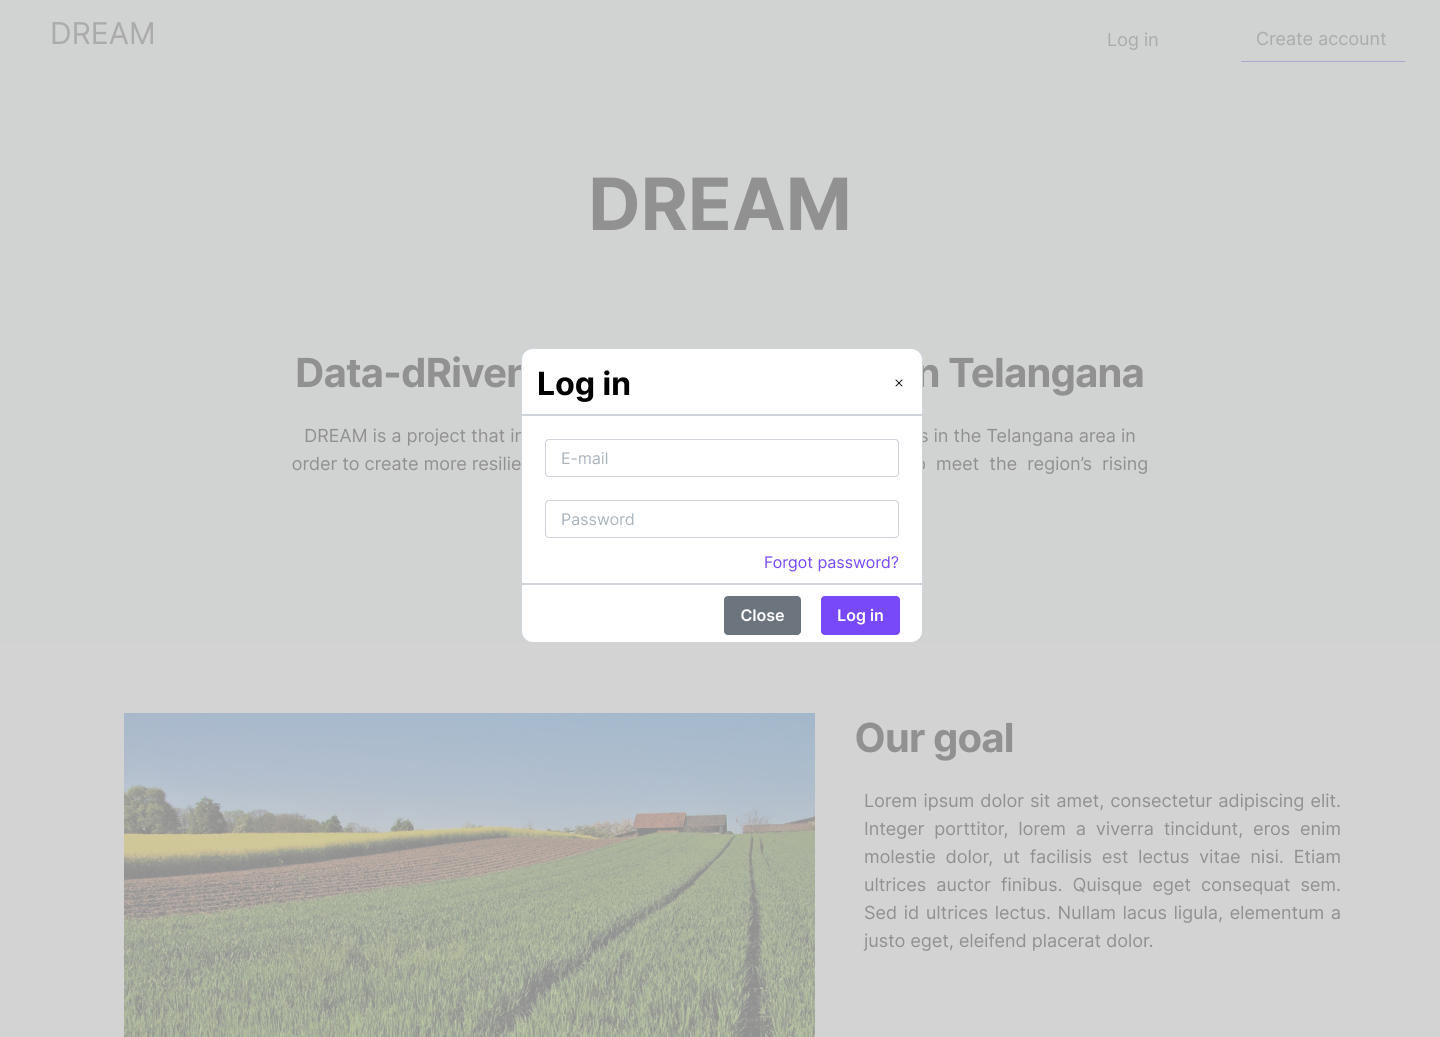 DREAM
Log in
Create account
DREAM
Data-dRiven
n Telangana
DREAM is a project that
s in the Telangana area in
order to create more
meet the region’s rising
Log in
×
E-mail
Password
Forgot password?
Close
Log in
Our goal
Lorem ipsum dolor sit amet, consectetur adipiscing elit.
Integer porttitor, lorem a viverra tincidunt, eros enim
molestie dolor, ut facilisis est lectus vitae nisi. Etiam
ultrices auctor finibus. Quisque eget consequat sem.
Sed id ultrices lectus. Nullam lacus ligula, elementum a
justo eget, eleifend placerat dolor.